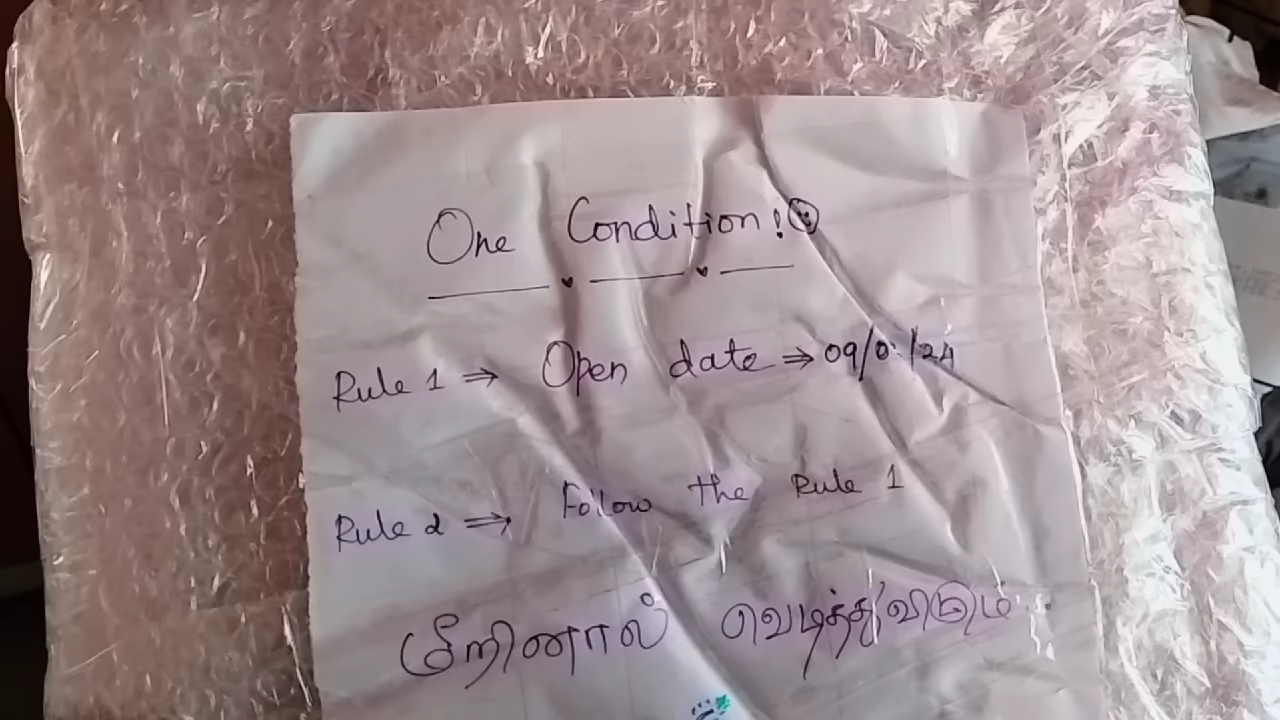 One Condition!
Rule 1 ⇒ Open date ⇒
Rule 2 ⇒ Follow the Rule 1
மீறினால் வெடித்துவிடும்